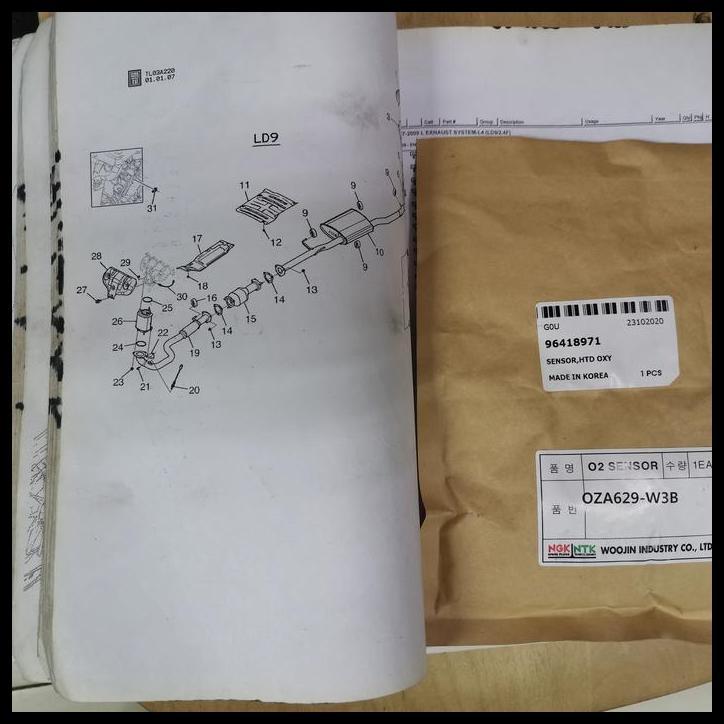 TL03A220
01.01.07
LD9
31
11
9
9
12
10
9
17
28
29
18
13
14
27
30
16
25
15
26
14
22
13
19
24
23
21
20
Call Part # Group Description Usage Year Qty
EXHAUST SYSTEM-L4 (LD9/2.4F)
G0U 23102020
96418971
SENSOR,HTD OXY
MADE IN KOREA 1 PCS
품 명 O2 SENSOR 수량 1EA
품 번 OZA629-W3B
NGK NTK WOOJIN INDUSTRY CO., LTD